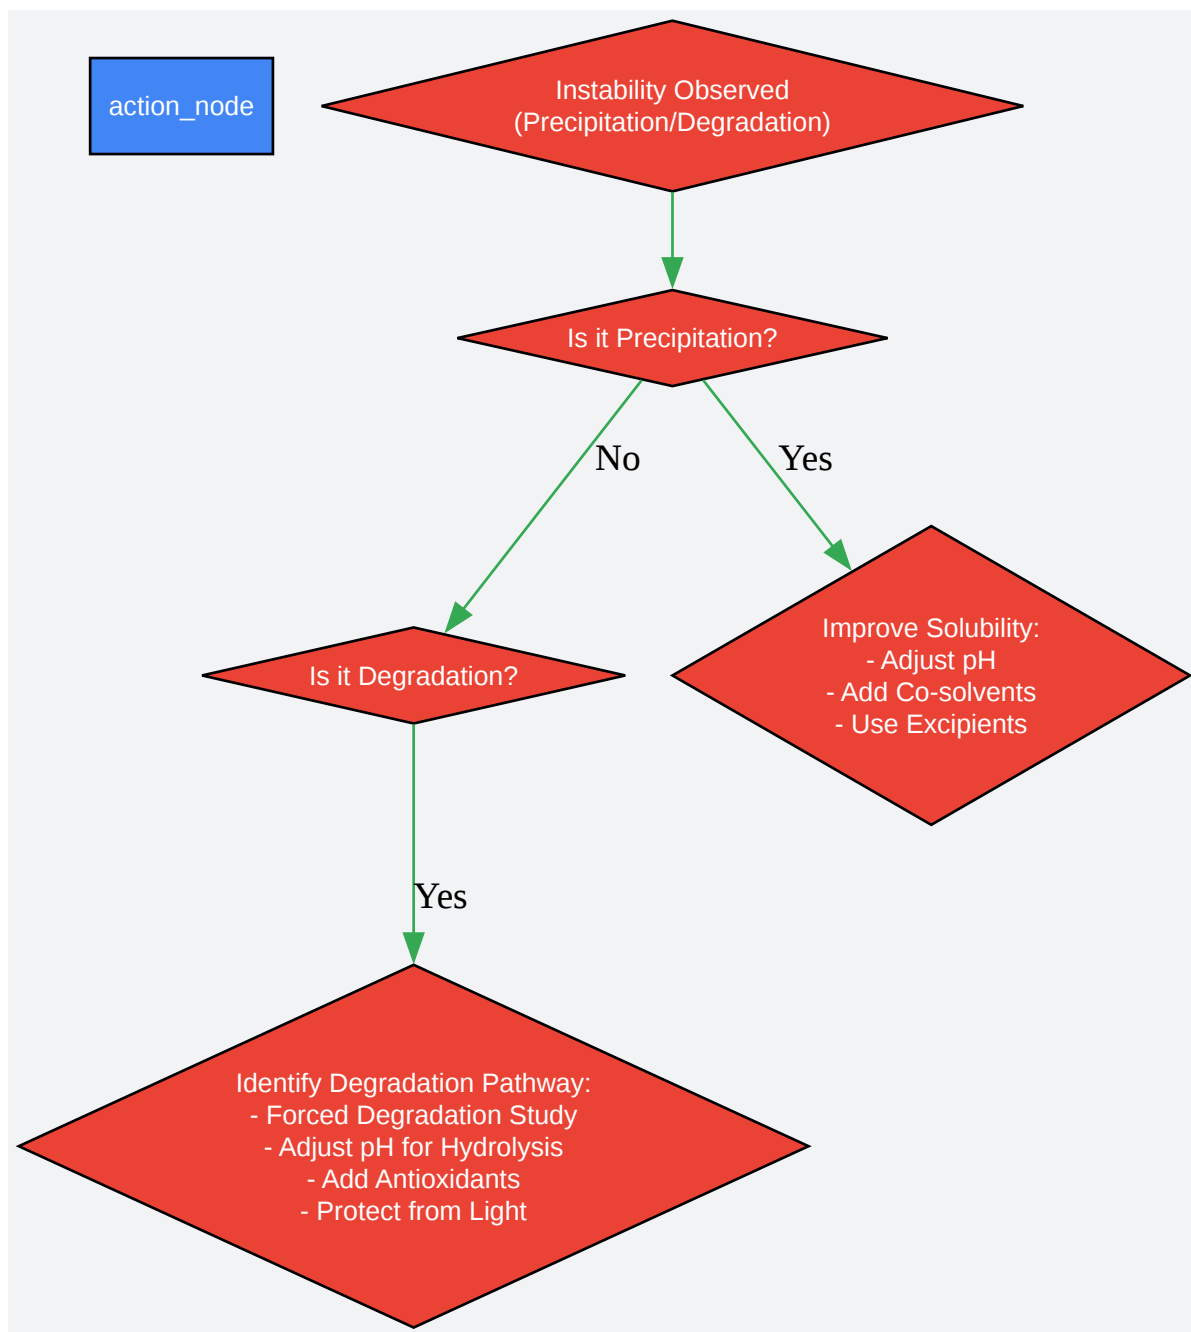 action_node
Instability Observed
(Precipitation/Degradation)
Is it Precipitation?
No
Yes
Improve Solubility:
- Adjust pH
- Add Co-solvents
- Use Excipients
Is it Degradation?
Yes
Identify Degradation Pathway:
- Forced Degradation Study
- Adjust pH for Hydrolysis
- Add Antioxidants
- Protect from Light